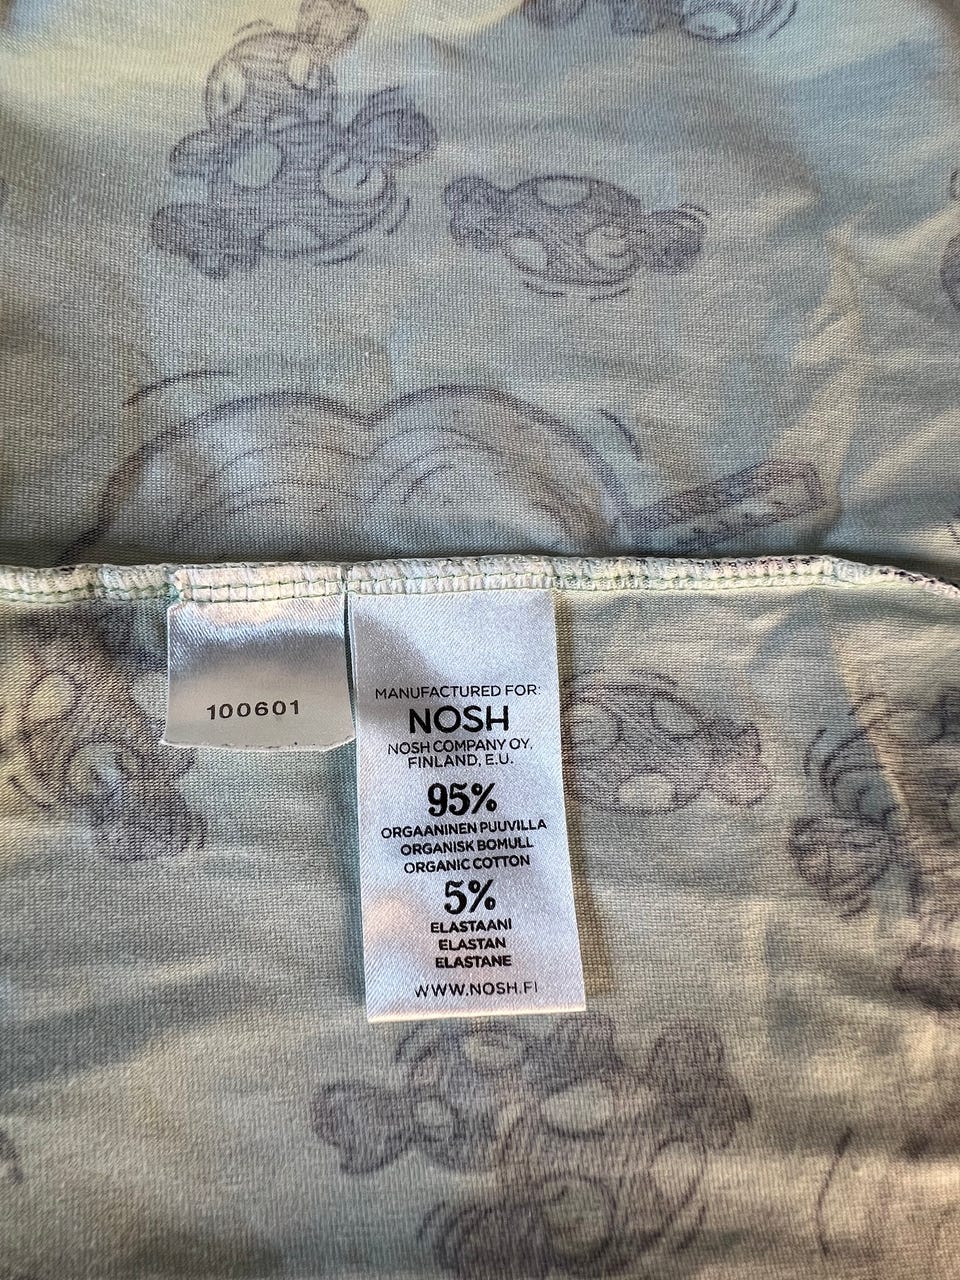 100601
MANUFACTURED FOR:
NOSH
NOSH COMPANY OY,
FINLAND, E.U.
95%
ORGAANINEN PUUVILLA
ORGANISK BOMULL
ORGANIC COTTON
5%
ELASTAANI
ELASTAN
ELASTANE
WWW.NOSH.FI